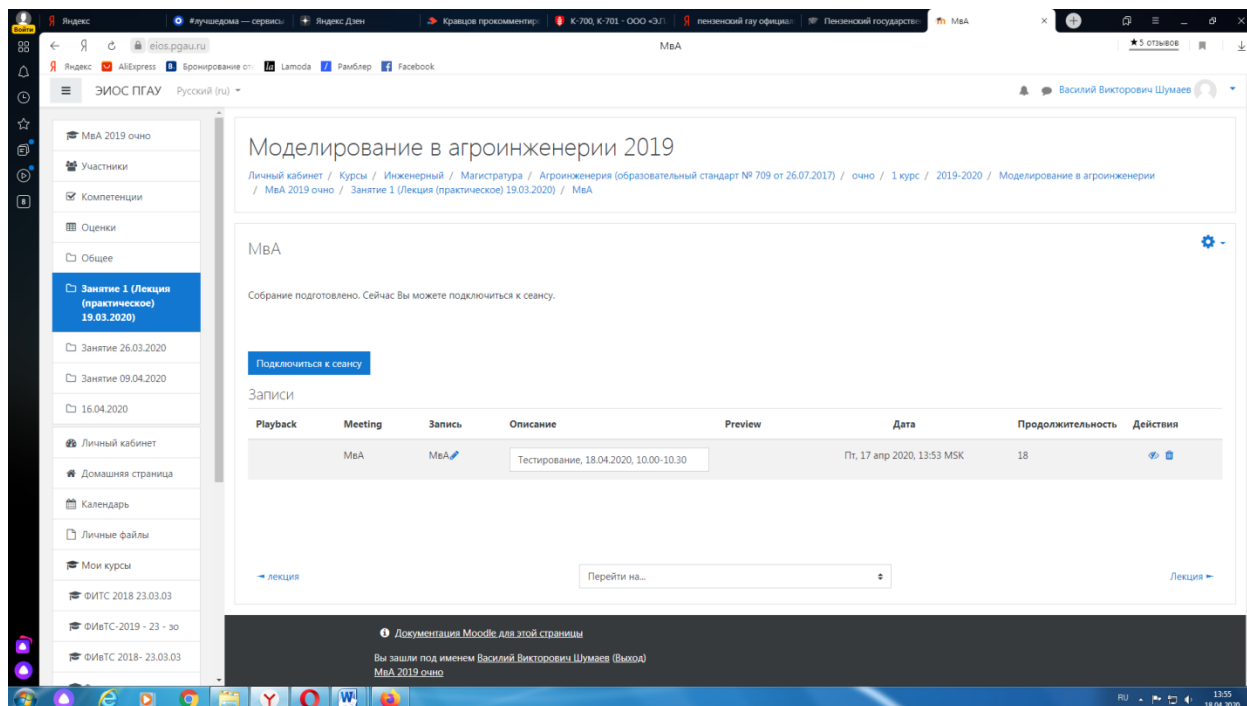 Яндекс
#лучшедома — сервисы
Яндекс Дзен
Кравцов прокомментиро
К-700, К-701 - ООО «Э.П.
пензенский гау официал
Пензенский государстве
МвА
Войти
eios.pgau.ru
МвА
★5 отзывов
Яндекс
AliExpress
Бронирование от
Lamoda
Рамблер
Facebook
ЭИОС ПГАУ
Русский (ru)
Василий Викторович Шумаев
МвА 2019 очно
Участники
Компетенции
Оценки
Общее
Занятие 1 (Лекция
(практическое)
19.03.2020)
Занятие 26.03.2020
Занятие 09.04.2020
16.04.2020
Личный кабинет
Домашняя страница
Календарь
Личные файлы
Мои курсы
ФИТС 2018 23.03.03
ФИвТС-2019 - 23 - зо
ФИвТС 2018- 23.03.03
Моделирование в агроинженерии 2019
Личный кабинет / Курсы / Инженерный / Магистратура / Агроинженерия (образовательный стандарт № 709 от 26.07.2017) / очно / 1 курс / 2019-2020 / Моделирование в агроинженерии
/ МвА 2019 очно / Занятие 1 (Лекция (практическое) 19.03.2020) / МвА
МвА
Собрание подготовлено. Сейчас Вы можете подключиться к сеансу.
Подключиться к сеансу
Записи
Playback Meeting Запись Описание Preview Дата Продолжительность Действия
МвА МвА Тестирование, 18.04.2020, 10.00-10.30 Пт, 17 апр 2020, 13:53 MSK 18
◄ лекция
Перейти на...
Лекция ►
Документация Moodle для этой страницы
Вы зашли под именем Василий Викторович Шумаев (Выход)
МвА 2019 очно
RU
13:55
18.04.2020